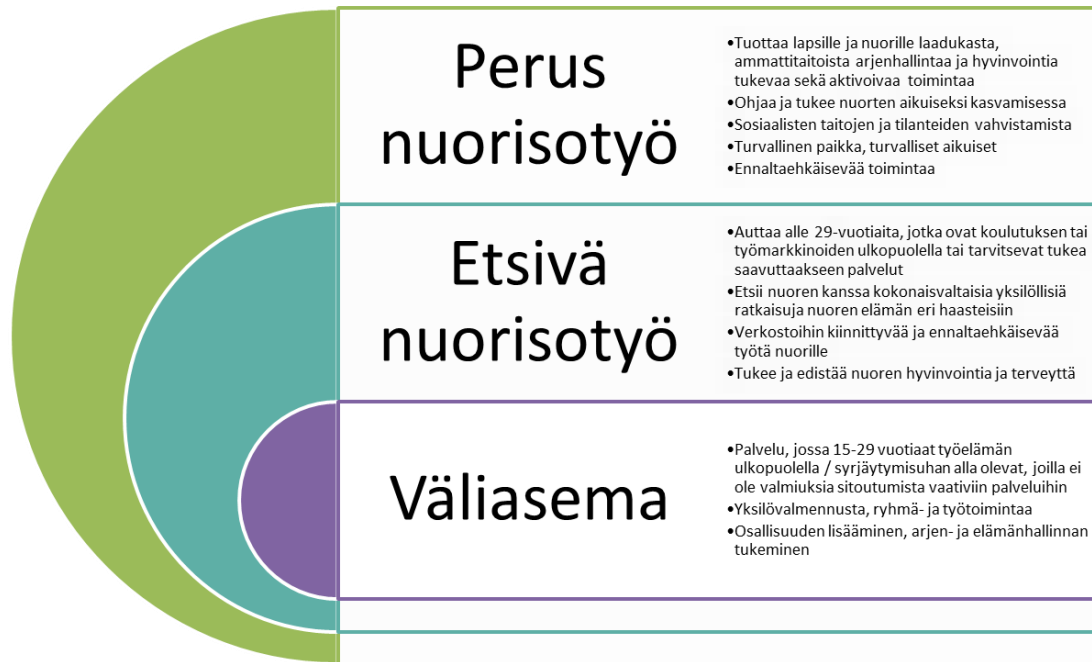 Perus
nuorisotyö
•Tuottaa lapsille ja nuorille laadukasta,
ammattitaitoista arjenhallintaa ja hyvinvointia
tukevaa sekä aktivoivaa toimintaa
•Ohjaa ja tukee nuorten aikuiseksi kasvamisessa
•Sosiaalisten taitojen ja tilanteiden vahvistamista
•Turvallinen paikka, turvalliset aikuiset
•Ennaltaehkäisevää toimintaa
Etsivä
nuorisotyö
•Auttaa alle 29-vuotiaita, jotka ovat koulutuksen tai
työmarkkinoiden ulkopuolella tai tarvitsevat tukea
saavuttaakseen palvelut
•Etsii nuoren kanssa kokonaisvaltaisia yksilöllisiä
ratkaisuja nuoren elämän eri haasteisiin
•Verkostoihin kiinnittyvää ja ennaltaehkäisevää
työtä nuorille
•Tukee ja edistää nuoren hyvinvointia ja terveyttä
Väliasema
•Palvelu, jossa 15-29 vuotiaat työelämän
ulkopuolella / syrjäytymisuhan alla olevat, joilla ei
ole valmiuksia sitoutumista vaativiin palveluihin
•Yksilövalmennusta, ryhmä- ja työtoimintaa
•Osallisuuden lisääminen, arjen- ja elämänhallinnan
tukeminen